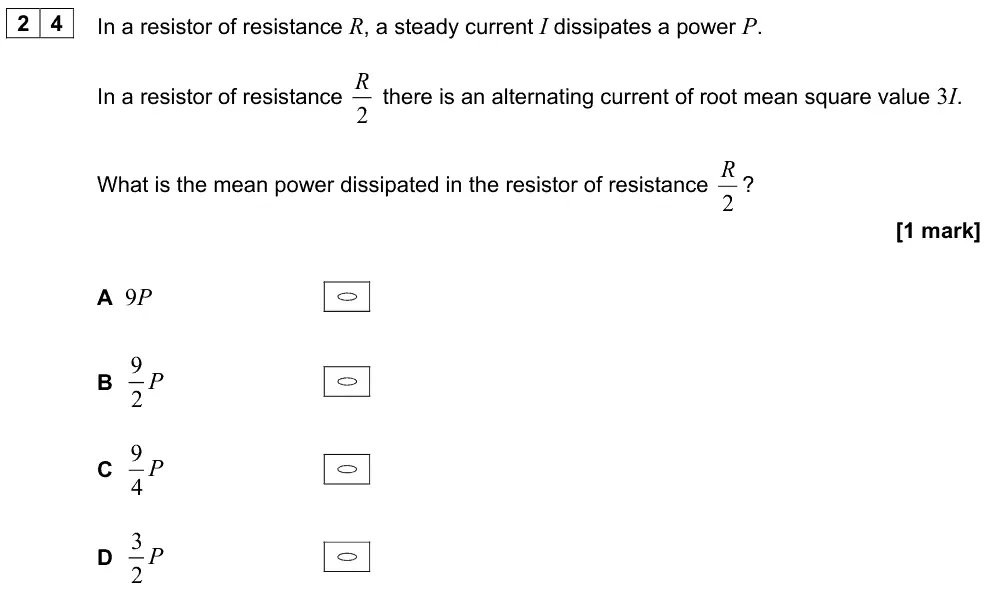 2 4 In a resistor of resistance R, a steady current I dissipates a power P.
In a resistor of resistance R/2 there is an alternating current of root mean square value 3I.
What is the mean power dissipated in the resistor of resistance R/2 ?
[1 mark]
A 9P
B 9/2 P
C 9/4 P
D 3/2 P